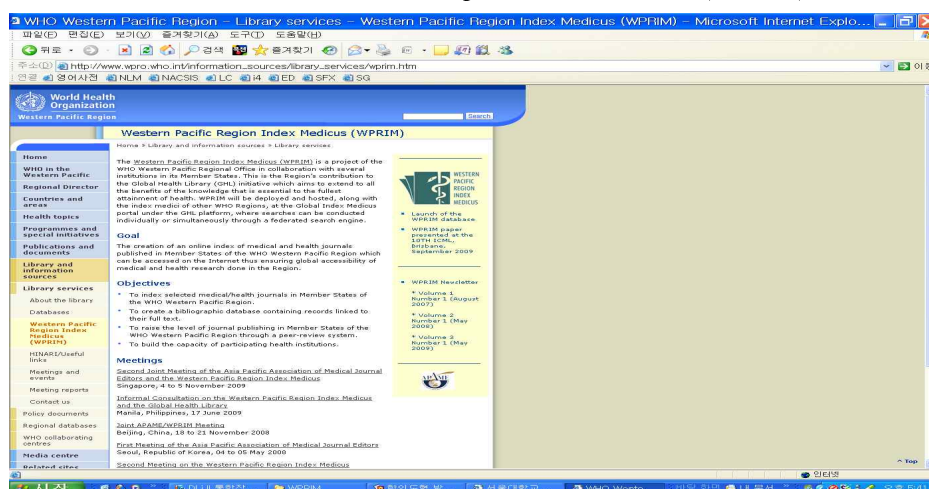 WHO Western Pacific Region - Library services - Western Pacific Region Index Medicus (WPRIM) - Microsoft Internet Explo...
파일(F) 편집(E) 보기(V) 즐겨찾기(A) 도구(T) 도움말(H)
뒤로 검색 즐겨찾기
주소(D) http://www.wpro.who.int/information_sources/library_services/wprim.htm
연결 영어사전 NLM NACSIS LC i4 ED SFX SG
World Health
Organization
Western Pacific Region
Search
Western Pacific Region Index Medicus (WPRIM)
Home > Library and information sources > Library services
Home
WHO in the
Western Pacific
Regional Director
Countries and
areas
Health topics
Programmes and
special initiatives
Publications and
documents
Library and
information
sources
Library services
About the library
Databases
Western Pacific
Region Index
Medicus
(WPRIM)
HINARI/Useful
links
Meetings and
events
Meeting reports
Contact us
Policy documents
Regional databases
WHO collaborating
centres
Media centre
Related sites
The Western Pacific Region Index Medicus (WPRIM) is a project of the
WHO Western Pacific Regional Office in collaboration with several
institutions in its Member States. This is the Region's contribution to
the Global Health Library (GHL) initiative which aims to extend to all
the benefits of the knowledge that is essential to the fullest
attainment of health. WPRIM will be deployed and hosted, along with
the index medici of other WHO Regions, at the Global Index Medicus
portal under the GHL platform, where searches can be conducted
individually or simultaneously through a federated search engine.
Goal
The creation of an online index of medical and health journals
published in Member States of the WHO Western Pacific Region which
can be accessed on the Internet thus ensuring global accessibility of
medical and health research done in the Region.
Objectives
To index selected medical/health journals in Member States of
the WHO Western Pacific Region.
To create a bibliographic database containing records linked to
their full text.
To raise the level of journal publishing in Member States of the
WHO Western Pacific Region through a peer-review system.
To build the capacity of participating health institutions.
Meetings
Second Joint Meeting of the Asia Pacific Association of Medical Journal
Editors and the Western Pacific Region Index Medicus
Singapore, 4 to 5 November 2009
Informal Consultation on the Western Pacific Region Index Medicus
and the Global Health Library
Manila, Philippines, 17 June 2009
Joint APAME/WPRIM Meeting
Beijing, China, 18 to 21 November 2008
First Meeting of the Asia Pacific Association of Medical Journal Editors
Seoul, Republic of Korea, 04 to 05 May 2008
Second Meeting on the Western Pacific Region Index Medicus
WESTERN
PACIFIC
REGION
INDEX
MEDICUS
Launch of the
WPRIM database
WPRIM paper
presented at the
10TH ICML,
Brisbane,
September 2009
WPRIM Newsletter
* Volume 1
Number 1 (August
2007)
* Volume 2
Number 1 (May
2008)
* Volume 3
Number 1 (May
2009)
APAME
^ Top
인터넷